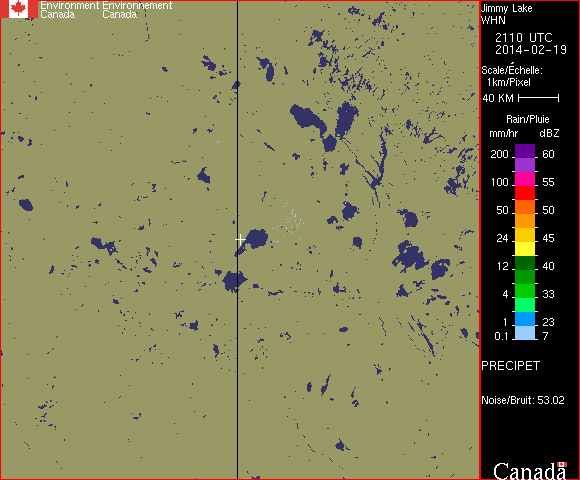 Environment Environnement
Canada Canada
Jimmy Lake
WHN
2110 UTC
2014-02-19
Scale/Échelle:
1km/Pixel
40 KM
Rain/Pluie
mm/hr dBZ
200 60
100 55
50 50
24 45
12 40
4 33
1 23
0.1 7
PRECIPET
Noise/Bruit: 53.02
Canada